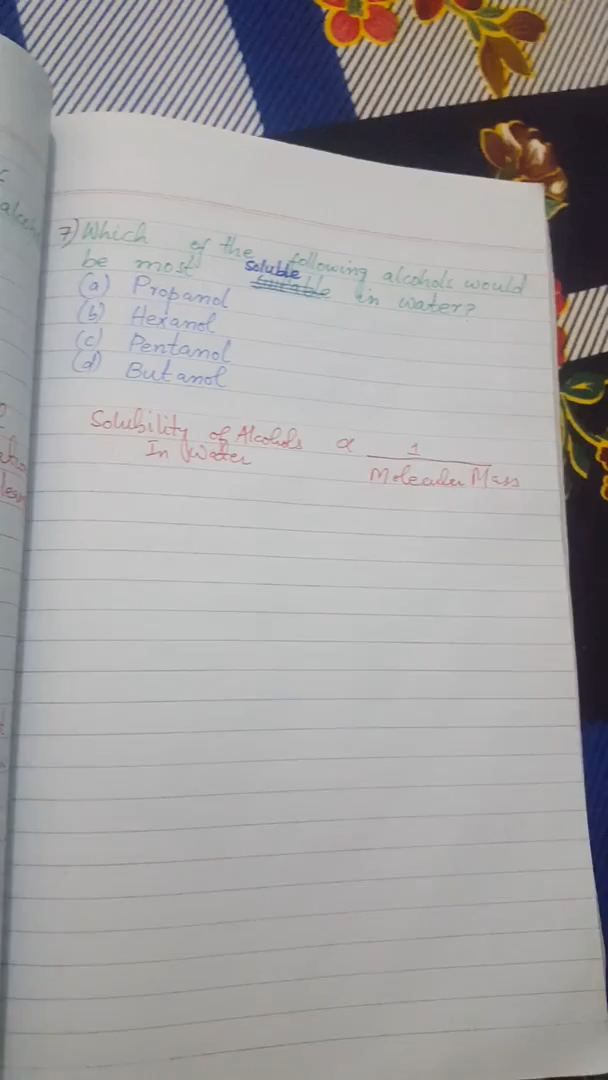 alcoho
7) Which of the following alcohols would
be most soluble in water?
(a) Propanol
(b) Hexanol
(c) Pentanol
(d) Butanol
Solubility of Alcohols ∝ 1
In Water Molecular Mass